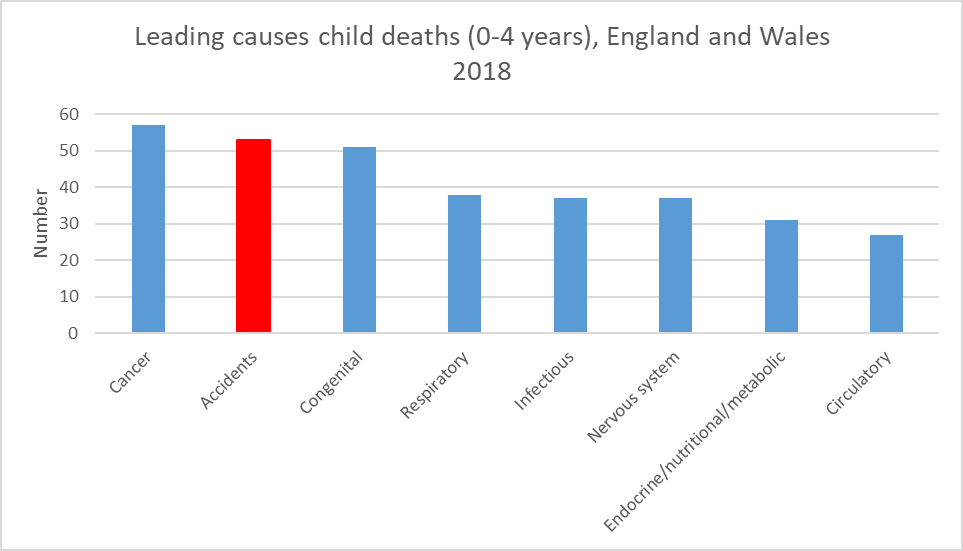 Leading causes child deaths (0-4 years), England and Wales
2018
Number
60
50
40
30
20
10
0
Cancer
Accidents
Congenital
Respiratory
Infectious
Nervous system
Endocrine/nutritional/metabolic
Circulatory